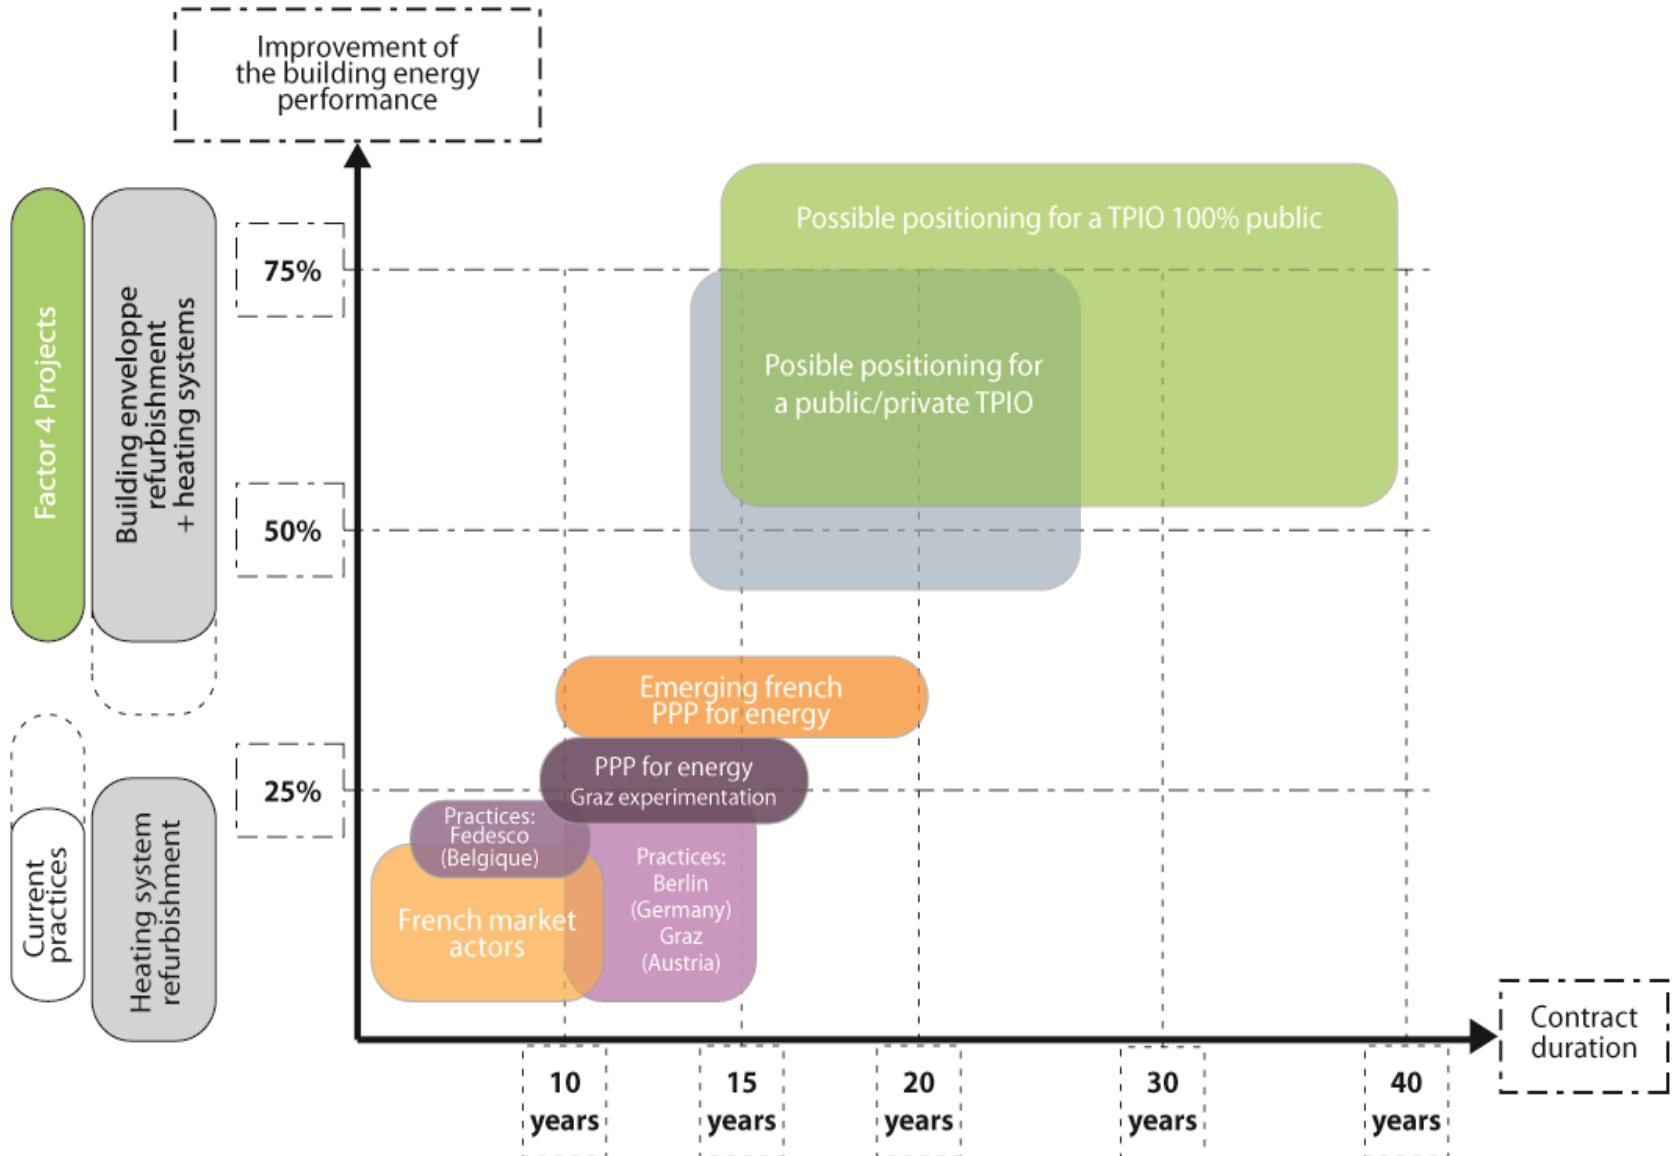 Improvement of
the building energy
performance
Factor 4 Projects
Building enveloppe
refurbishment
+ heating systems
75%
50%
25%
Current
practices
Heating system
refurbishment
Possible positioning for a TPIO 100% public
Posible positioning for
a public/private TPIO
Emerging french
PPP for energy
PPP for energy
Graz experimentation
Practices:
Fedesco
(Belgique)
French market
actors
Practices:
Berlin
(Germany)
Graz
(Austria)
Contract
duration
10
years
15
years
20
years
30
years
40
years